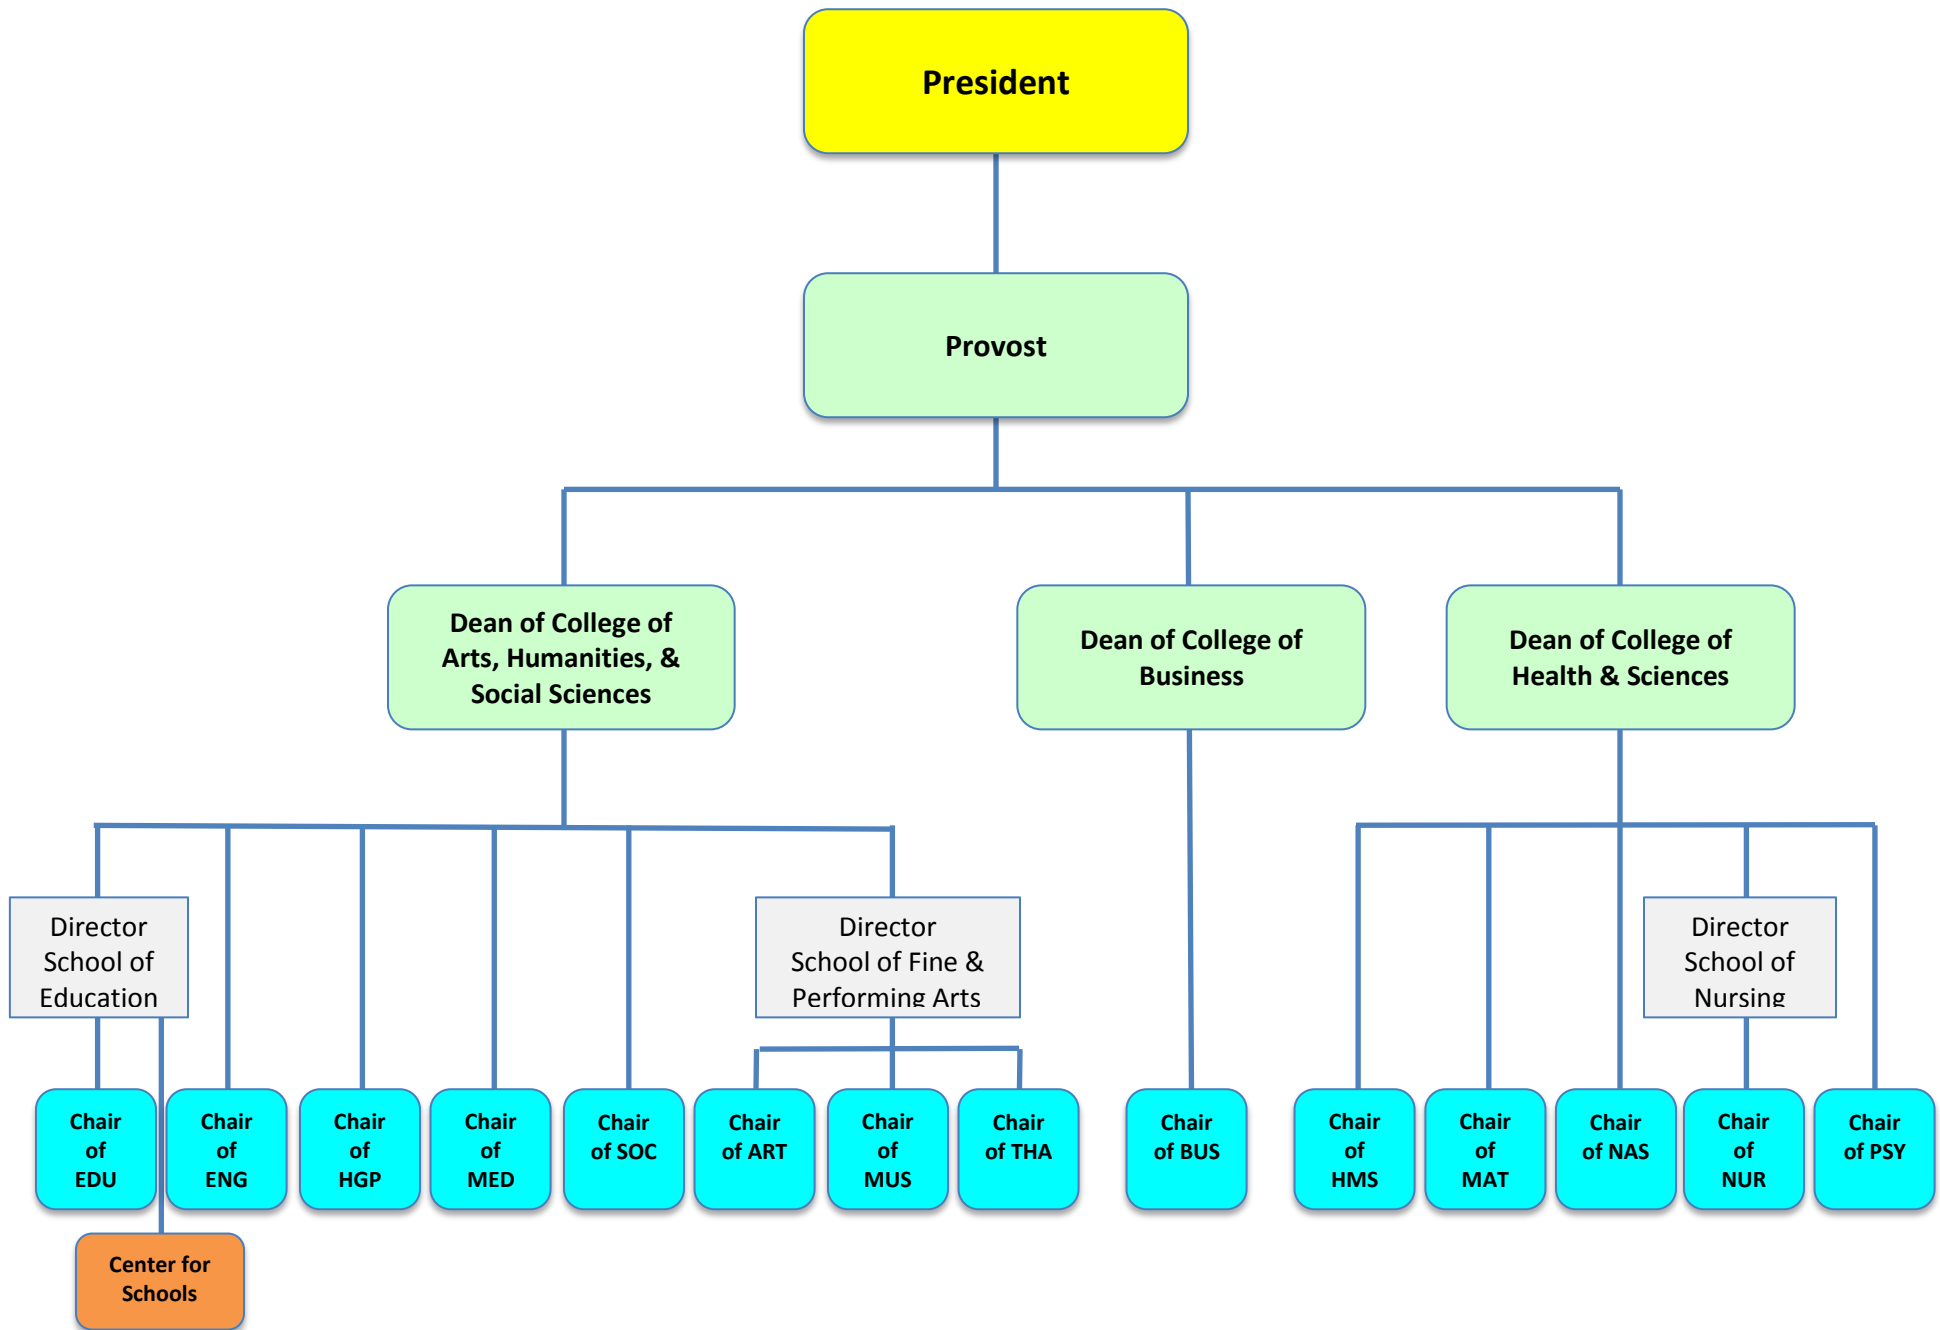 President
Provost
Dean of College of
Arts, Humanities, &
Social Sciences
Dean of College of
Business
Dean of College of
Health & Sciences
Director
School of
Education
Director
School of Fine &
Performing Arts
Director
School of
Nursing
Chair
of
EDU
Chair
of
ENG
Chair
of
HGP
Chair
of
MED
Chair
of SOC
Chair
of ART
Chair
of
MUS
Chair
of THA
Chair
of BUS
Chair
of
HMS
Chair
of
MAT
Chair
of NAS
Chair
of
NUR
Chair
of PSY
Center for
Schools